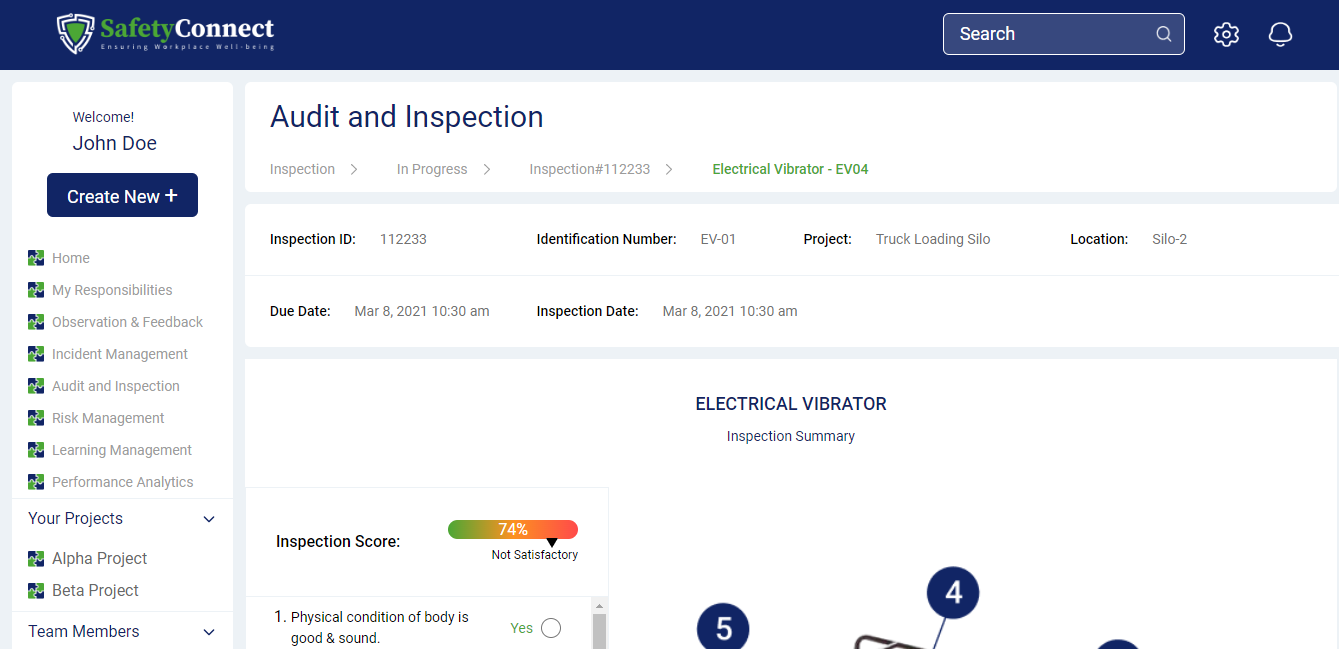 SafetyConnect
Ensuring Workplace Well-being
Search
Welcome!
John Doe
Create New +
Home
My Responsibilities
Observation & Feedback
Incident Management
Audit and Inspection
Risk Management
Learning Management
Performance Analytics
Your Projects
Alpha Project
Beta Project
Team Members
Audit and Inspection
Inspection > In Progress > Inspection#112233 > Electrical Vibrator - EV04
Inspection ID: 112233 Identification Number: EV-01 Project: Truck Loading Silo Location: Silo-2
Due Date: Mar 8, 2021 10:30 am Inspection Date: Mar 8, 2021 10:30 am
ELECTRICAL VIBRATOR
Inspection Summary
Inspection Score: 74%
Not Satisfactory
1. Physical condition of body is
good & sound.
Yes
4
5